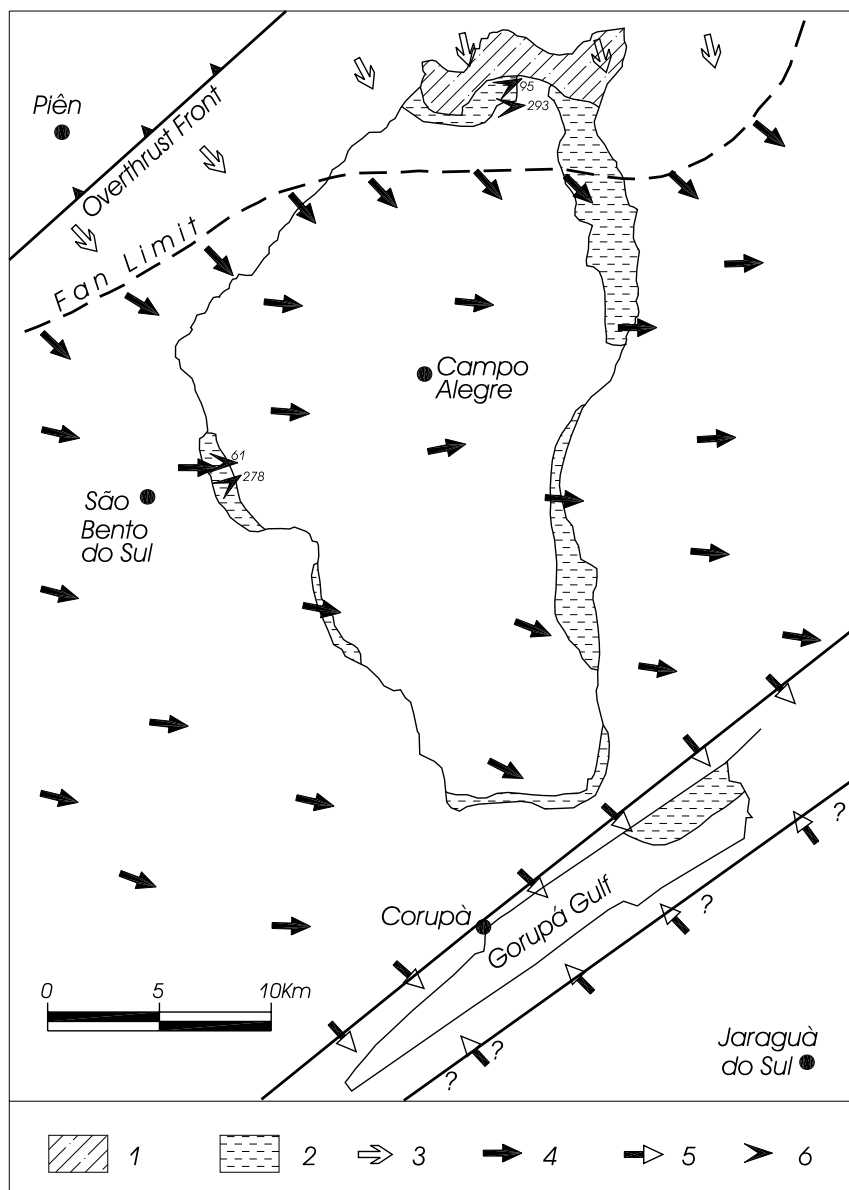 Piên
Overthrust Front
Fan Limit
95
293
Campo
Alegre
61
278
São
Bento
do Sul
?
Corupà
Gorupá Gulf
?
0 5 10Km
?
?
Jaraguà
do Sul
1 2 3 4 5 6